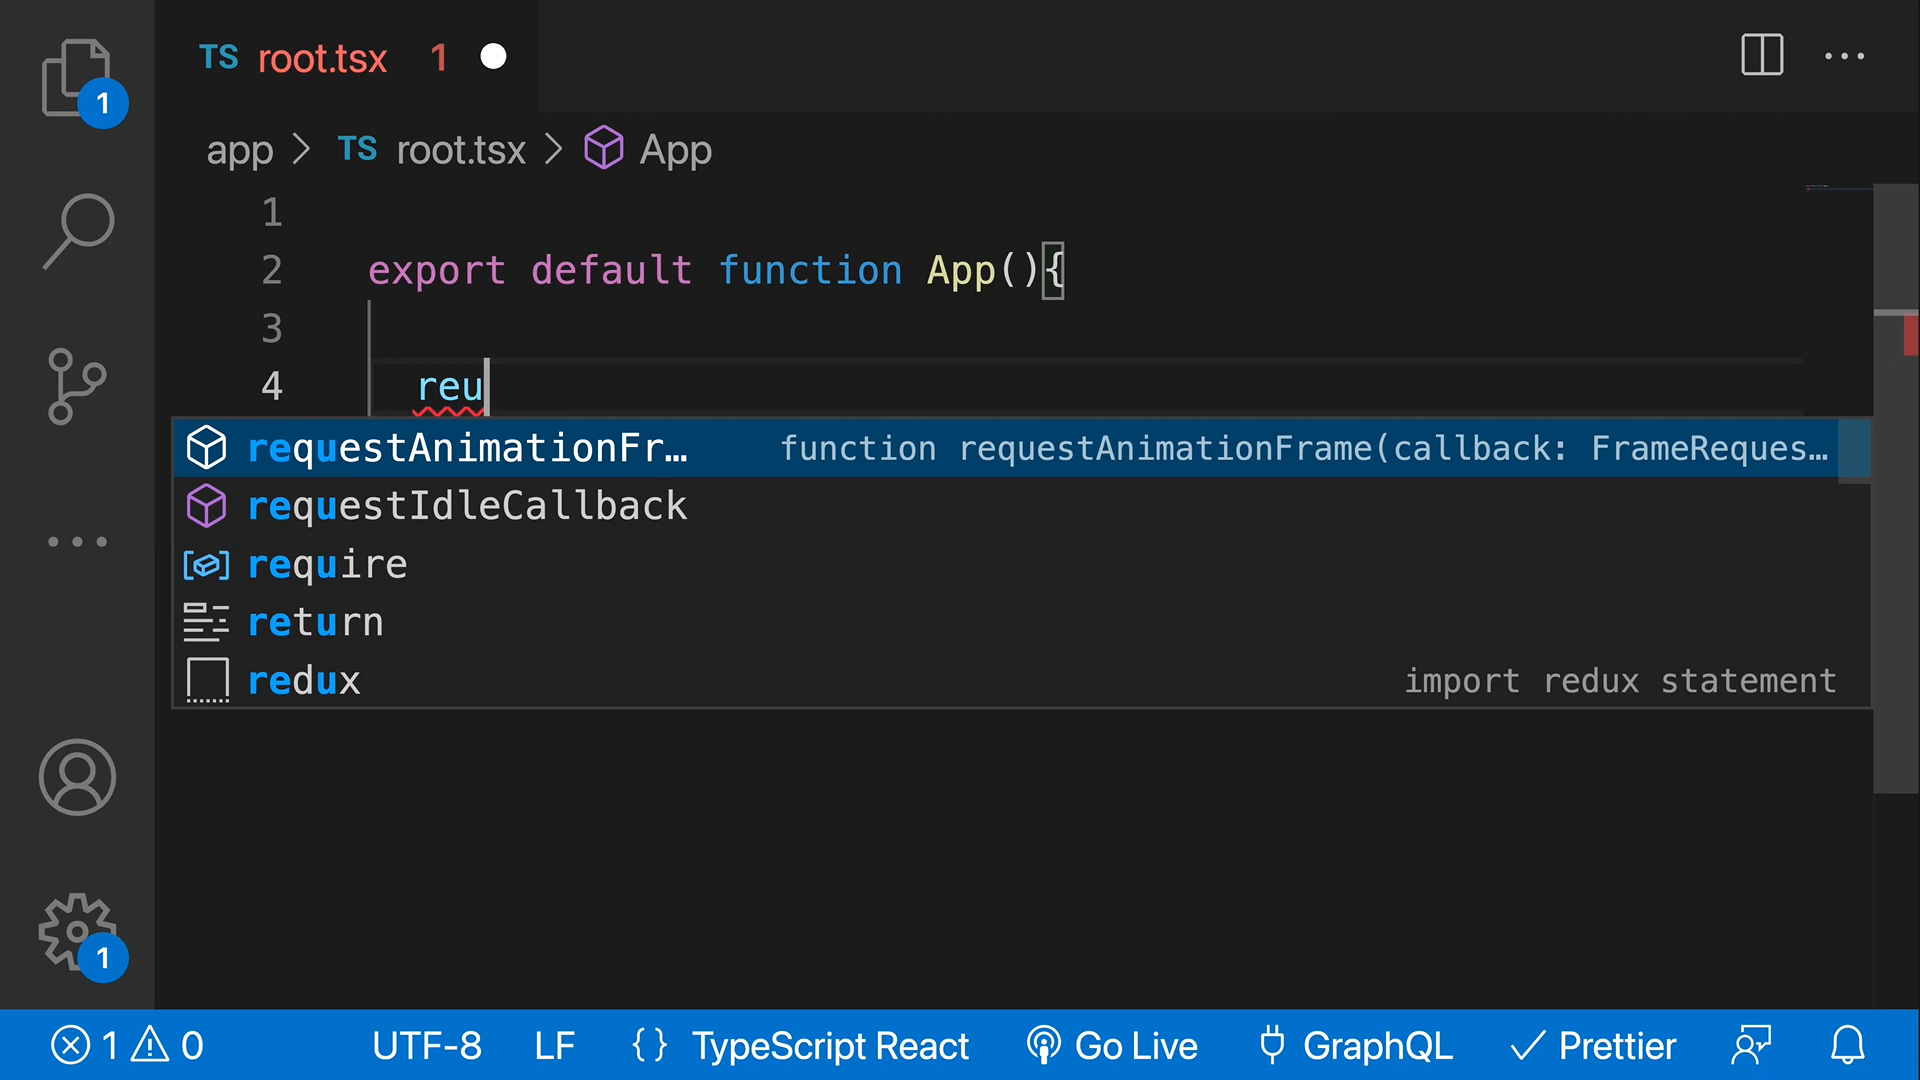 TS root.tsx 1
1
app > TS root.tsx > App
1
2 export default function App(){
3
4 reu
requestAnimationFr… function requestAnimationFrame(callback: FrameReques…
requestIdleCallback
require
return
redux import redux statement
1
1 0 UTF-8 LF {} TypeScript React Go Live GraphQL Prettier